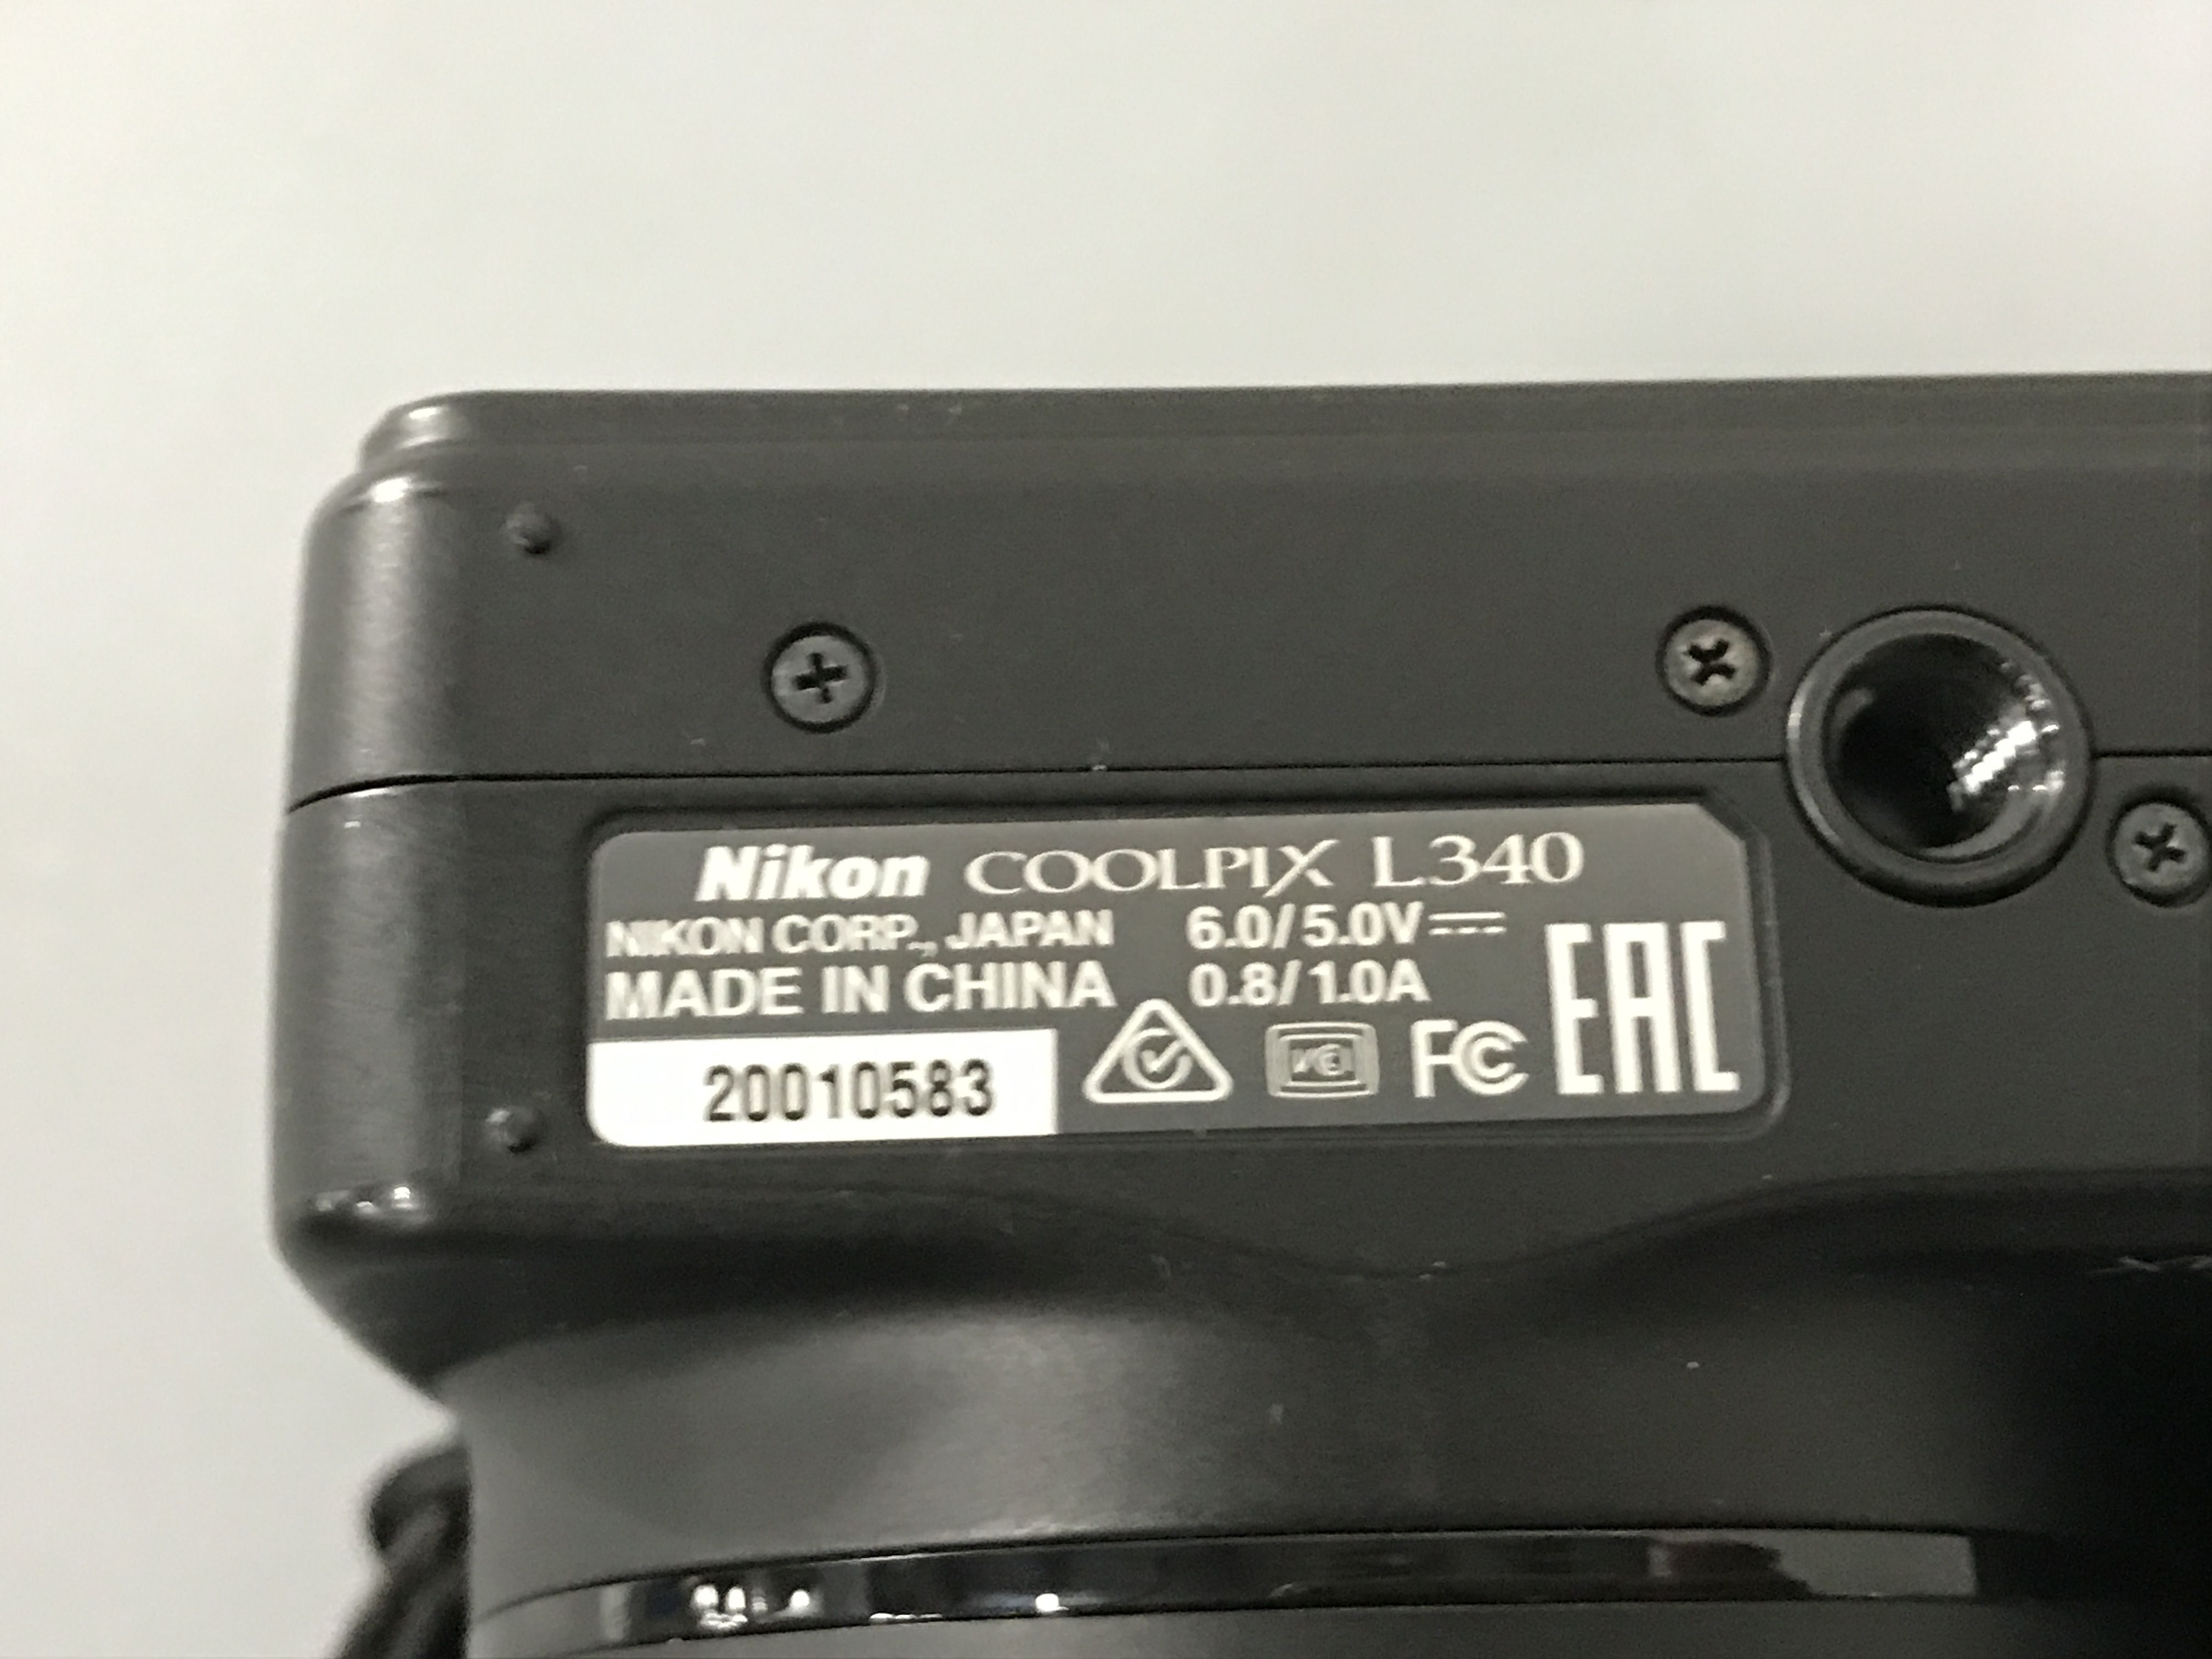 Nikon COOLPIX L340
NIKON CORP., JAPAN 6.0/5.0V
MADE IN CHINA 0.8/1.0A
20010583
FC EAC